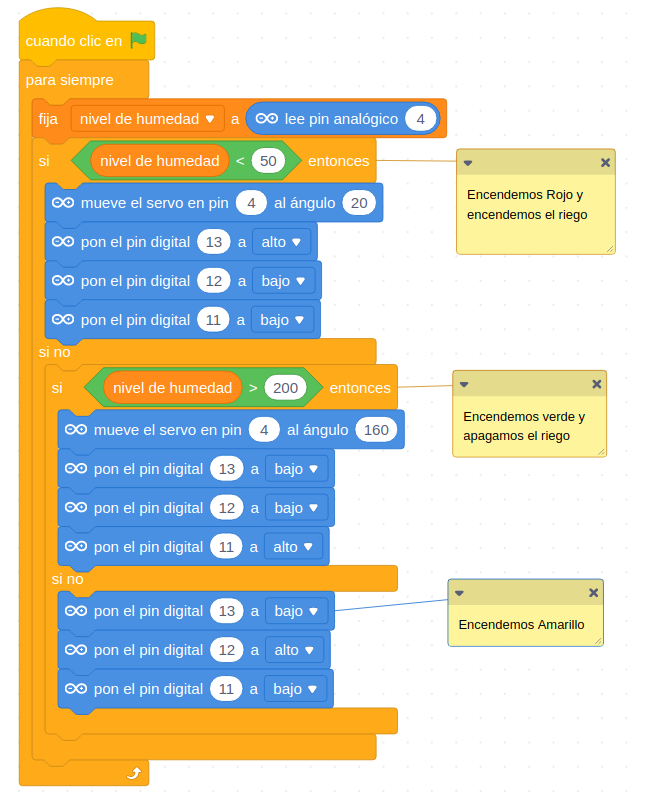 cuando clic en
para siempre
fija nivel de humedad a lee pin analógico 4
si nivel de humedad < 50 entonces
Encendemos Rojo y
encendemos el riego
mueve el servo en pin 4 al ángulo 20
pon el pin digital 13 a alto
pon el pin digital 12 a bajo
pon el pin digital 11 a bajo
si no
si nivel de humedad > 200 entonces
Encendemos verde y
apagamos el riego
mueve el servo en pin 4 al ángulo 160
pon el pin digital 13 a bajo
pon el pin digital 12 a bajo
pon el pin digital 11 a alto
si no
pon el pin digital 13 a bajo
Encendemos Amarillo
pon el pin digital 12 a alto
pon el pin digital 11 a bajo